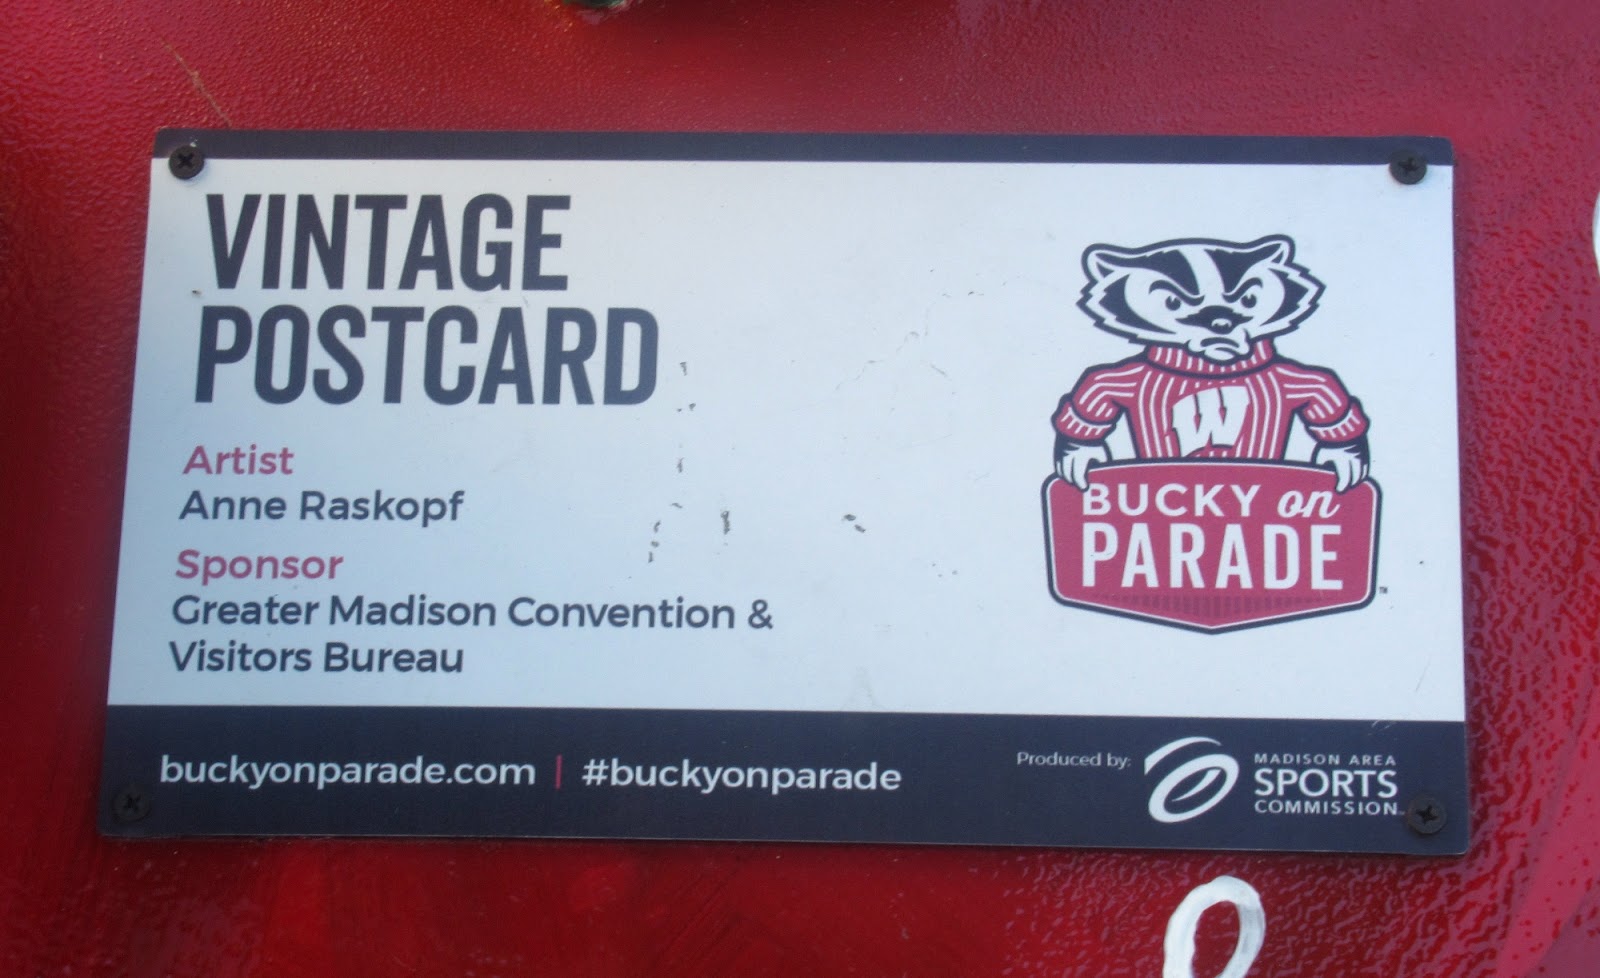 VINTAGE
POSTCARD
Artist
Anne Raskopf
Sponsor
Greater Madison Convention &
Visitors Bureau
W
BUCKY on
PARADE
TM
buckyonparade.com | #buckyonparade
Produced by:
MADISON AREA
SPORTS
COMMISSION